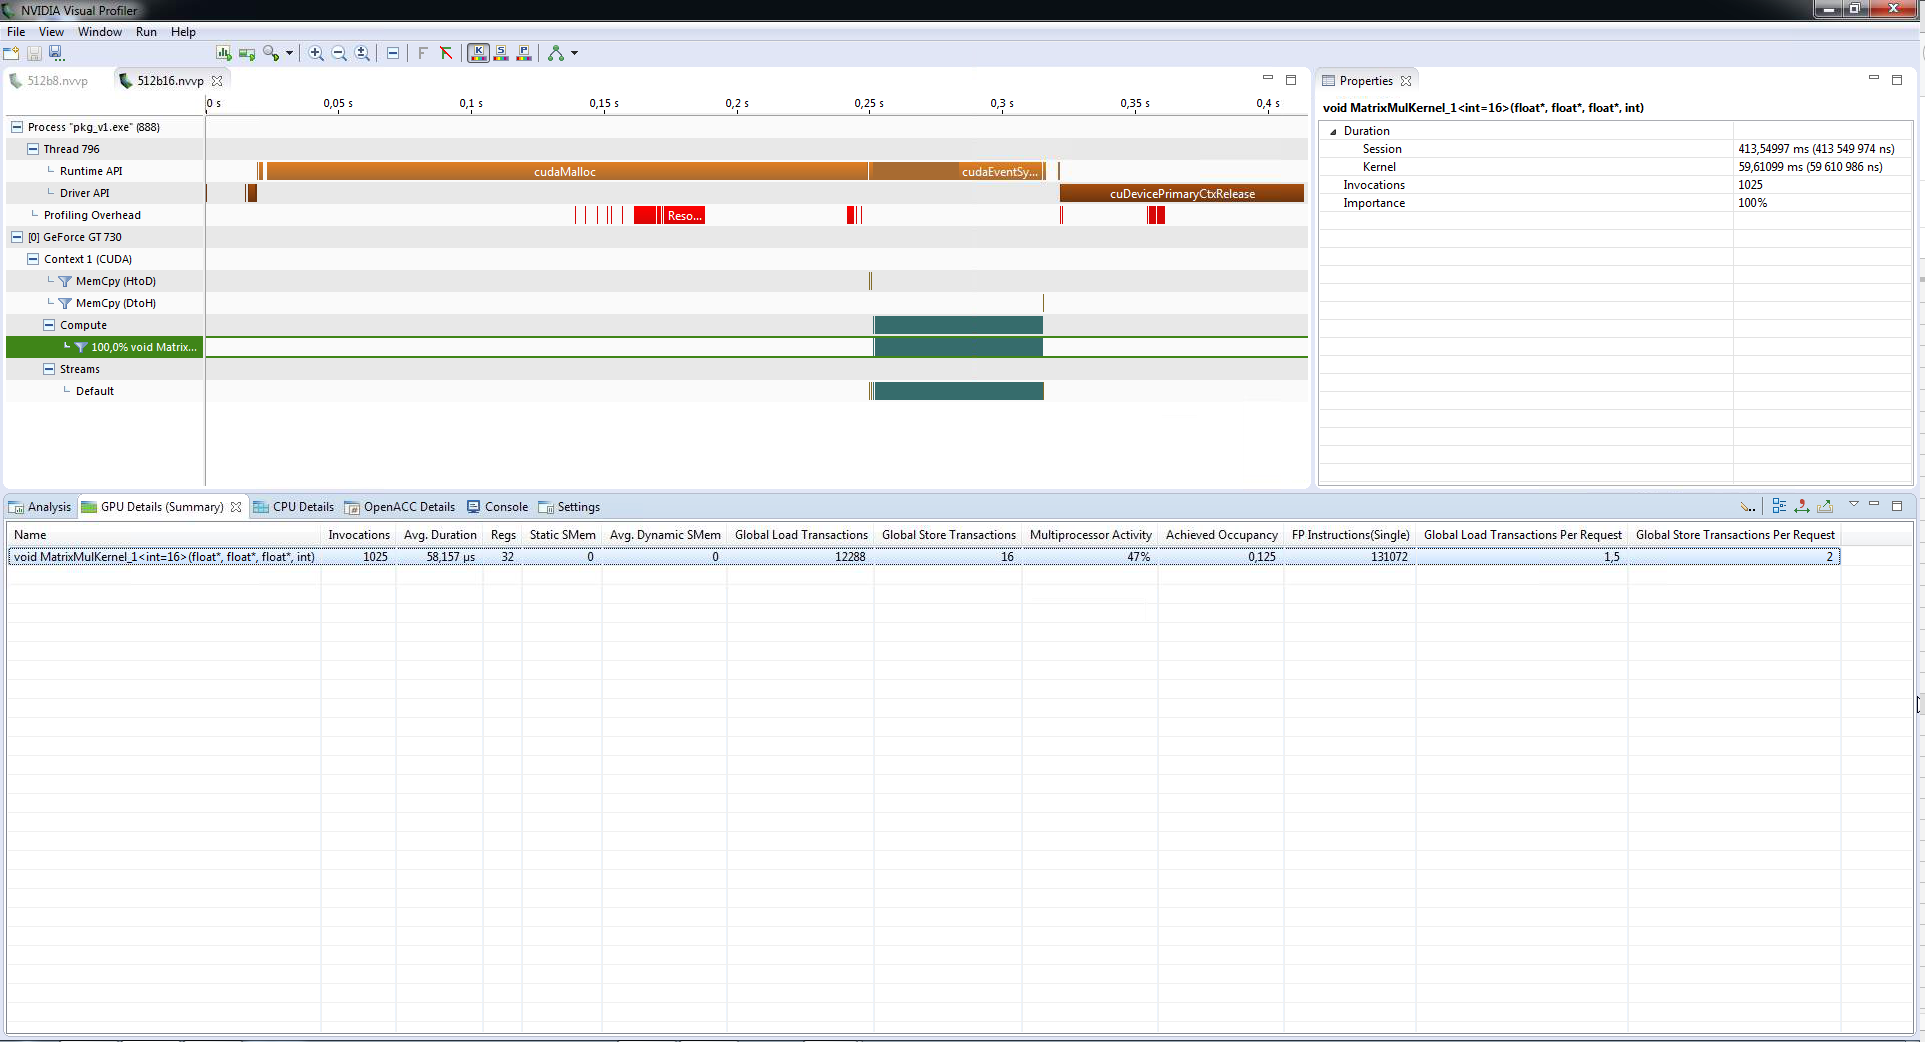 NVIDIA Visual Profiler
File View Window Run Help
512b8.nvvp 512b16.nvvp
0 s 0,05 s 0,1 s 0,15 s 0,2 s 0,25 s 0,3 s 0,35 s 0,4 s
Process "pkg_v1.exe" (888)
Thread 796
Runtime API cudaMalloc cudaEventSy...
Driver API cuDevicePrimaryCtxRelease
Profiling Overhead Reso...
[0] GeForce GT 730
Context 1 (CUDA)
MemCpy (HtoD)
MemCpy (DtoH)
Compute
100,0% void Matrix...
Streams
Default
Properties
void MatrixMulKernel_1<int=16>(float*, float*, float*, int)
Duration
Session 413,54997 ms (413 549 974 ns)
Kernel 59,61099 ms (59 610 986 ns)
Invocations 1025
Importance 100%
Analysis GPU Details (Summary) CPU Details OpenACC Details Console Settings
Name Invocations Avg. Duration Regs Static SMem Avg. Dynamic SMem Global Load Transactions Global Store Transactions Multiprocessor Activity Achieved Occupancy FP Instructions(Single) Global Load Transactions Per Request Global Store Transactions Per Request
void MatrixMulKernel_1<int=16>(float*, float*, float*, int) 1025 58,157 µs 32 0 0 12288 16 47% 0,125 131072 1,5 2